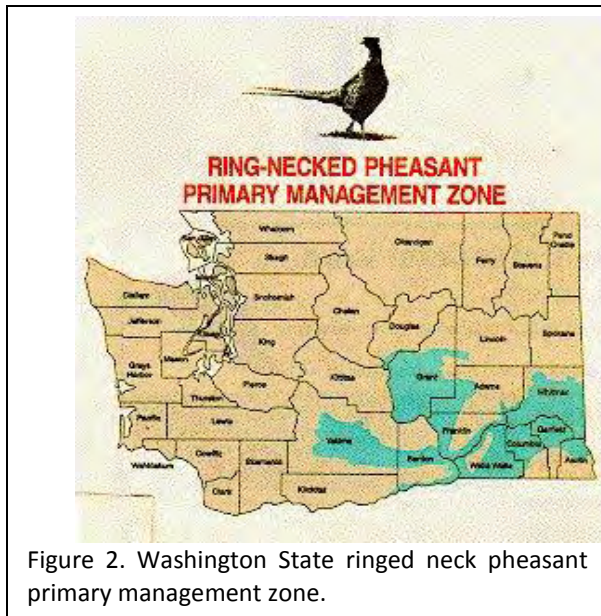 RING-NECKED PHEASANT
PRIMARY MANAGEMENT ZONE
Whatcom
Okanogan
Ferry
Stevens
Pend
Oreille
Skagit
Snohomish
Clallam
Jefferson
Chelan
Douglas
Lincoln
Spokane
King
Grays
Harbor
Mason
Kittitas
Grant
Adams
Whitman
Pierce
Thurston
Pacific
Lewis
Yakima
Franklin
Garfield
Columbia
Benton
Walla Walla
Asotin
Wahkiakum
Cowlitz
Skamania
Clark
Klickitat
Figure 2. Washington State ringed neck pheasant
primary management zone.